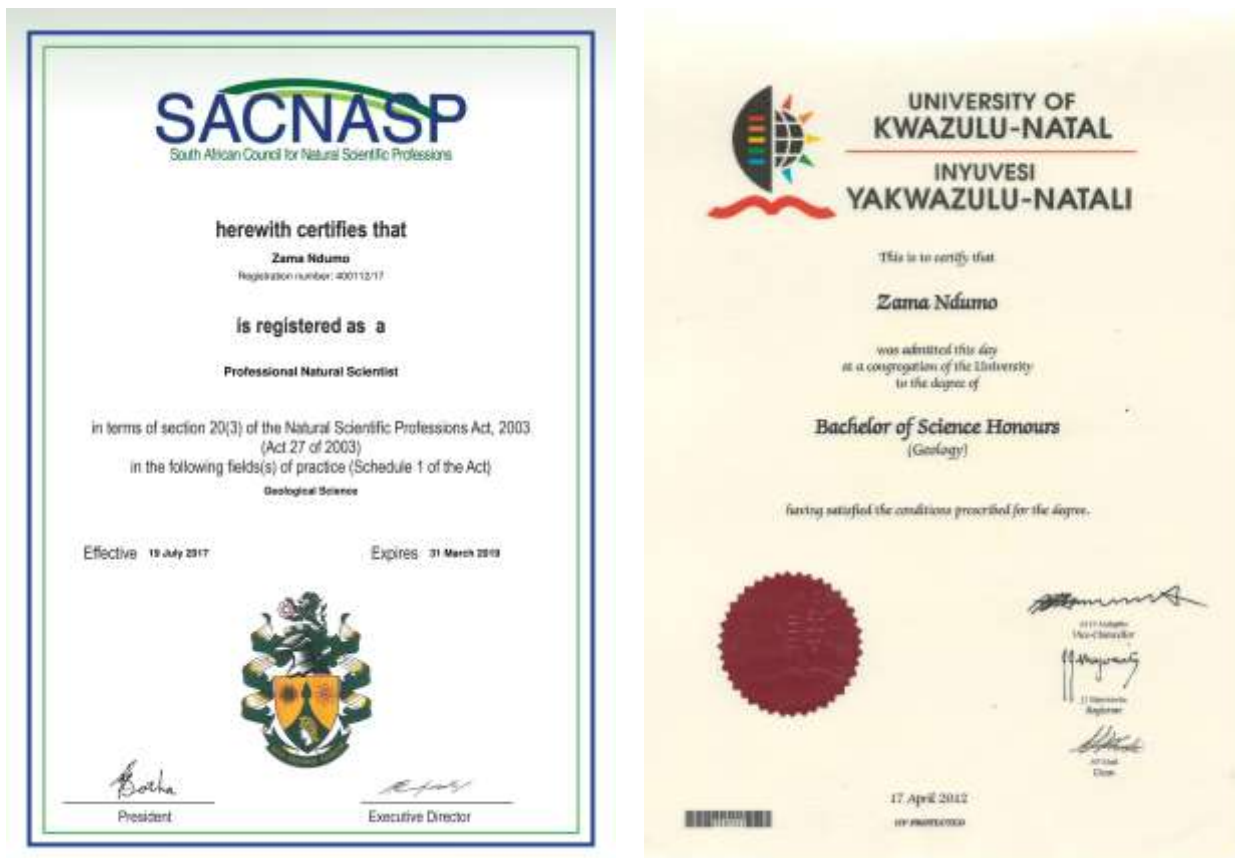 SACNASP
South African Council for Natural Scientific Professions
herewith certifies that
Zama Ndumo
Registration number: 400112/17
is registered as a
Professional Natural Scientist
in terms of section 20(3) of the Natural Scientific Professions Act, 2003
(Act 27 of 2003)
in the following fields(s) of practice (Schedule 1 of the Act)
Geological Science
Effective 19 July 2017 Expires 31 March 2019
President Executive Director
UNIVERSITY OF
KWAZULU-NATAL
INYUVESI
YAKWAZULU-NATALI
This is to certify that
Zama Ndumo
was admitted this day
at a congregation of the University
to the degree of
Bachelor of Science Honours
(Geology)
having satisfied the conditions prescribed for the degree.
Vice-Chancellor
Registrar
Dean
17 April 2012